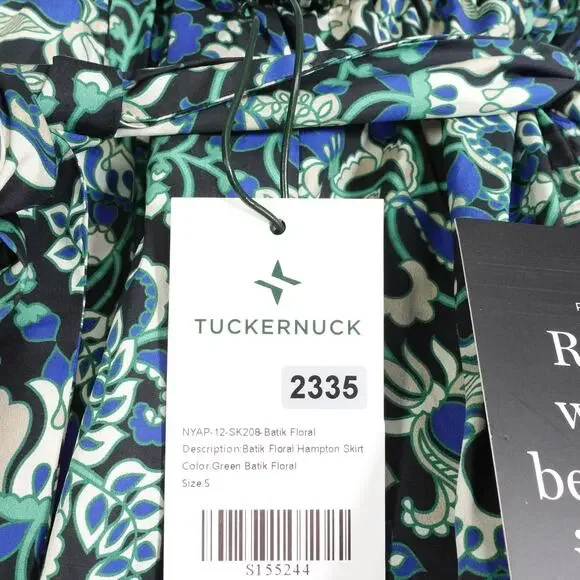 TUCKERNUCK
2335
NYAP-12-SK208-Batik Floral
Description:Batik Floral Hampton Skirt
Color:Green Batik Floral
Size:S
S155244
R
w
be